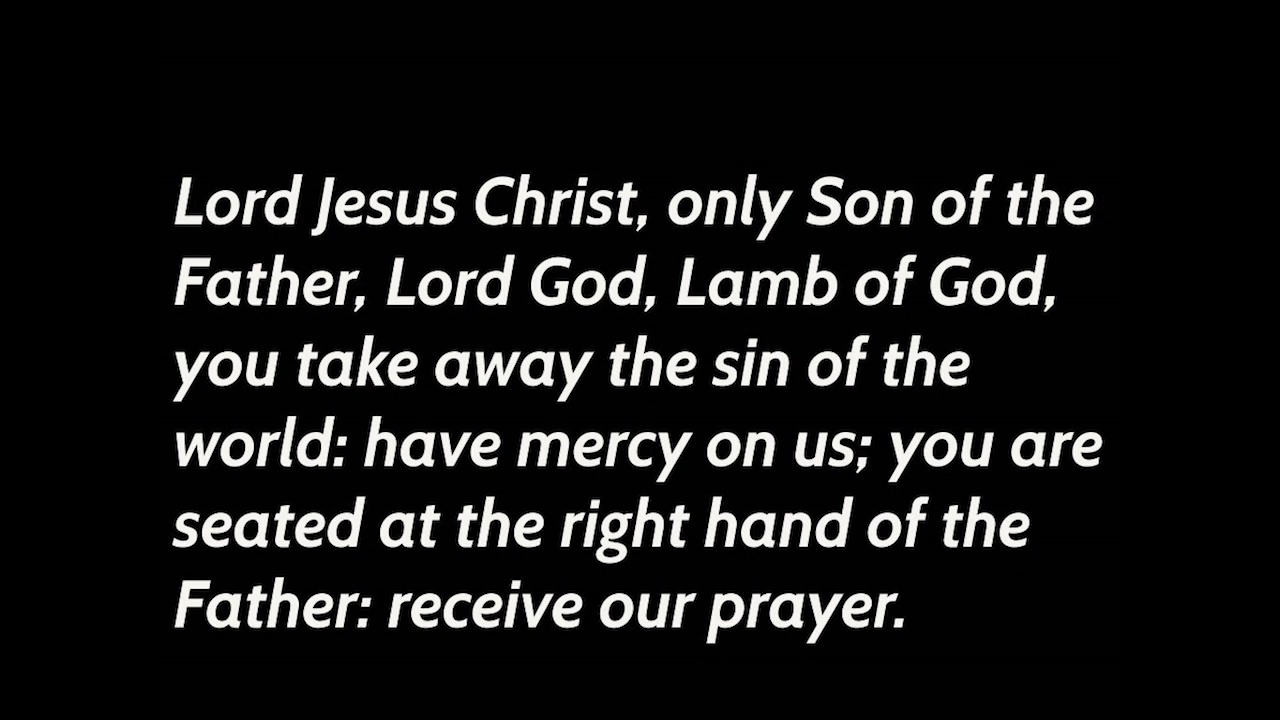 Lord Jesus Christ, only Son of the
Father, Lord God, Lamb of God,
you take away the sin of the
world: have mercy on us; you are
seated at the right hand of the
Father: receive our prayer.